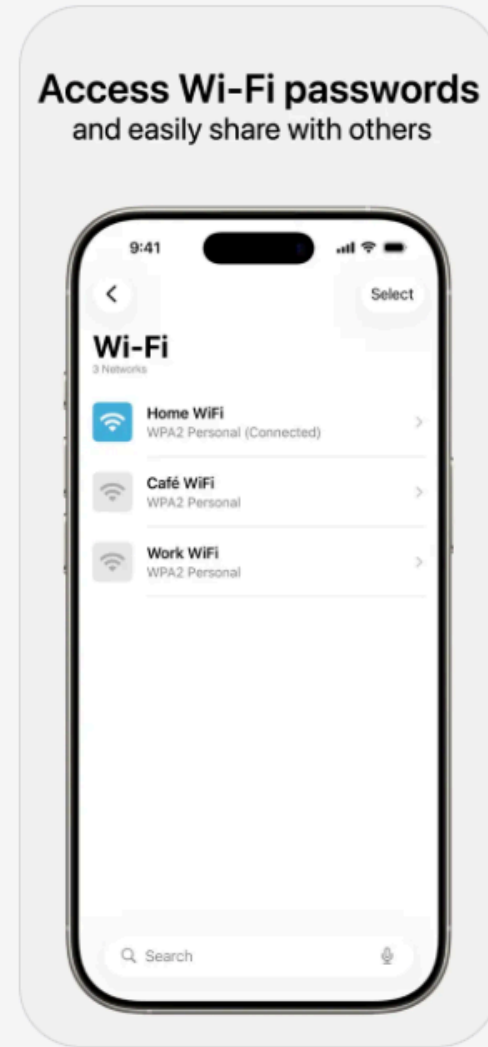 Access Wi-Fi passwords
and easily share with others
9:41
Select
Wi-Fi
3 Networks
Home WiFi
WPA2 Personal (Connected)
Café WiFi
WPA2 Personal
Work WiFi
WPA2 Personal
Search